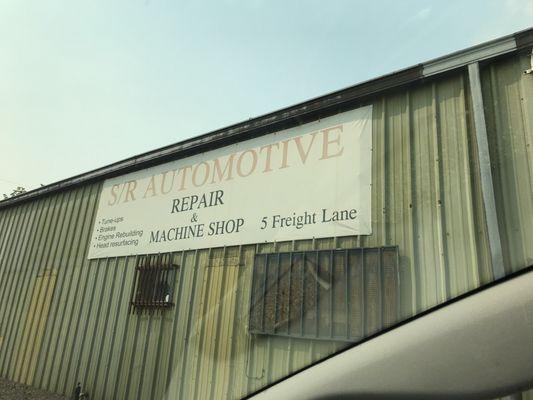 S/R AUTOMOTIVE
REPAIR
&
MACHINE SHOP
5 Freight Lane
• Tune-ups
• Brakes
• Engine Rebuilding
• Head resurfacing